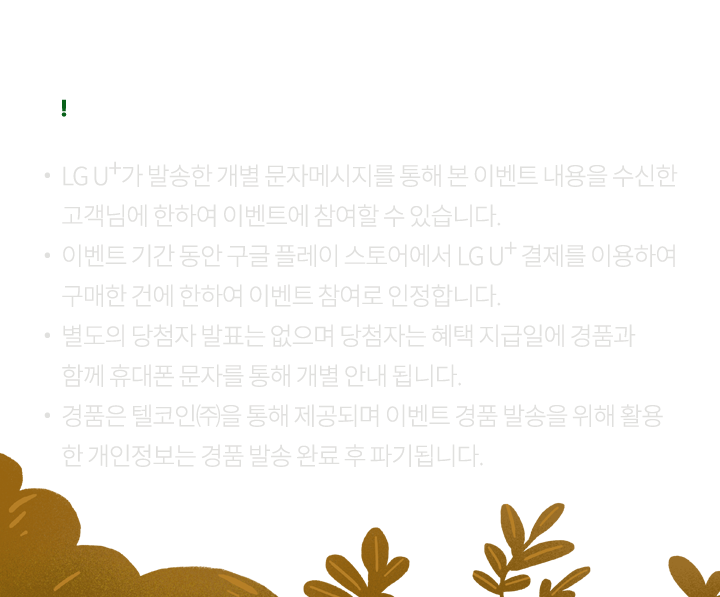 !
• LG U⁺가 발송한 개별 문자메시지를 통해 본 이벤트 내용을 수신한
고객님에 한하여 이벤트에 참여할 수 있습니다.
• 이벤트 기간 동안 구글 플레이 스토어에서 LG U⁺ 결제를 이용하여
구매한 건에 한하여 이벤트 참여로 인정합니다.
• 별도의 당첨자 발표는 없으며 당첨자는 혜택 지급일에 경품과
함께 휴대폰 문자를 통해 개별 안내 됩니다.
• 경품은 텔코인㈜을 통해 제공되며 이벤트 경품 발송을 위해 활용
한 개인정보는 경품 발송 완료 후 파기됩니다.